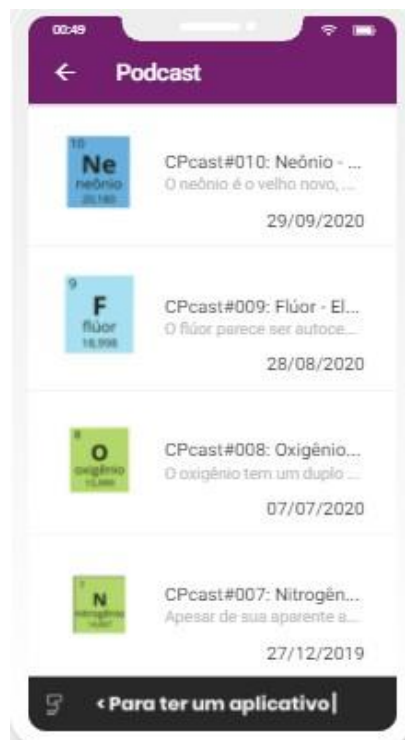 00:49
Podcast
10
Ne
neônio
20,180
CPcast#010: Neônio - ...
O neônio é o velho novo, ...
29/09/2020
9
F
flúor
18,998
CPcast#009: Flúor - El...
O flúor parece ser autoce...
28/08/2020
8
O
oxigênio
CPcast#008: Oxigênio...
O oxigênio tem um duplo ...
07/07/2020
7
N
nitrogênio
CPcast#007: Nitrogên...
Apesar de sua aparente a...
27/12/2019
< Para ter um aplicativo|